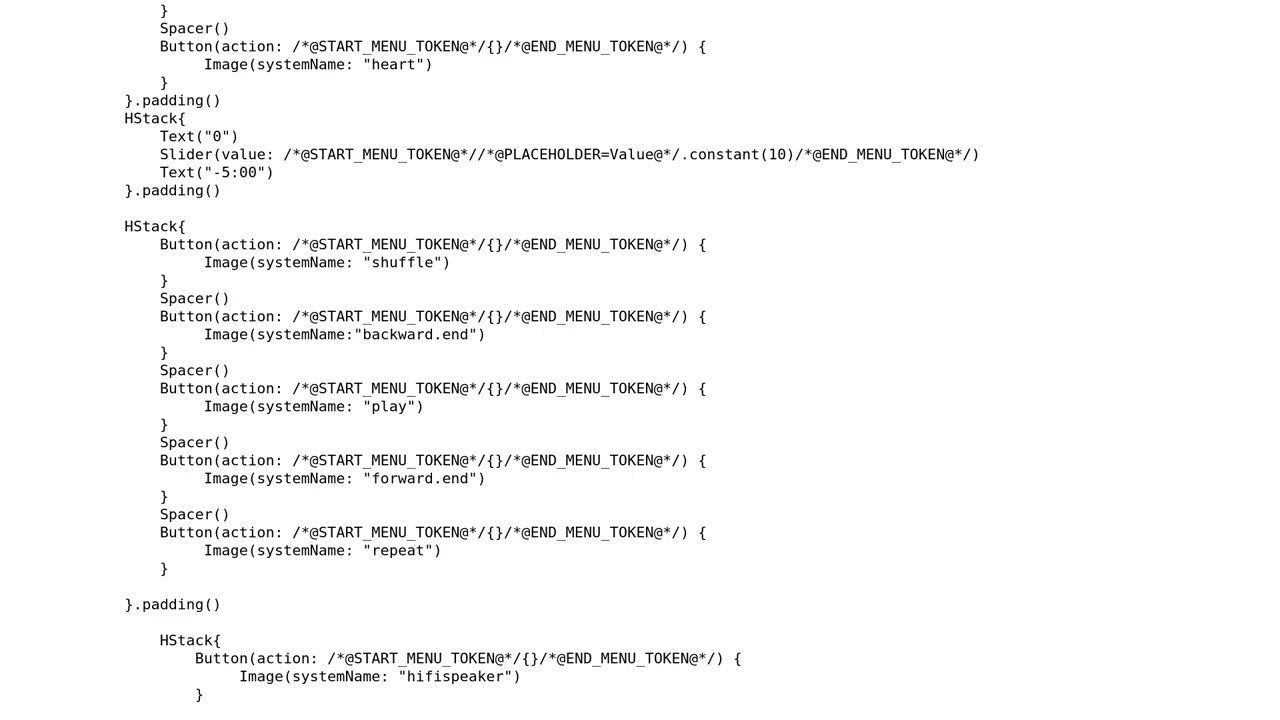 }
Spacer()
Button(action: /*@START_MENU_TOKEN@*/{}/*@END_MENU_TOKEN@*/) {
Image(systemName: "heart")
}
}.padding()
HStack{
Text("0")
Slider(value: /*@START_MENU_TOKEN@*//*@PLACEHOLDER=Value@*/.constant(10)/*@END_MENU_TOKEN@*/)
Text("-5:00")
}.padding()
HStack{
Button(action: /*@START_MENU_TOKEN@*/{}/*@END_MENU_TOKEN@*/) {
Image(systemName: "shuffle")
}
Spacer()
Button(action: /*@START_MENU_TOKEN@*/{}/*@END_MENU_TOKEN@*/) {
Image(systemName:"backward.end")
}
Spacer()
Button(action: /*@START_MENU_TOKEN@*/{}/*@END_MENU_TOKEN@*/) {
Image(systemName: "play")
}
Spacer()
Button(action: /*@START_MENU_TOKEN@*/{}/*@END_MENU_TOKEN@*/) {
Image(systemName: "forward.end")
}
Spacer()
Button(action: /*@START_MENU_TOKEN@*/{}/*@END_MENU_TOKEN@*/) {
Image(systemName: "repeat")
}
}.padding()
HStack{
Button(action: /*@START_MENU_TOKEN@*/{}/*@END_MENU_TOKEN@*/) {
Image(systemName: "hifispeaker")
}